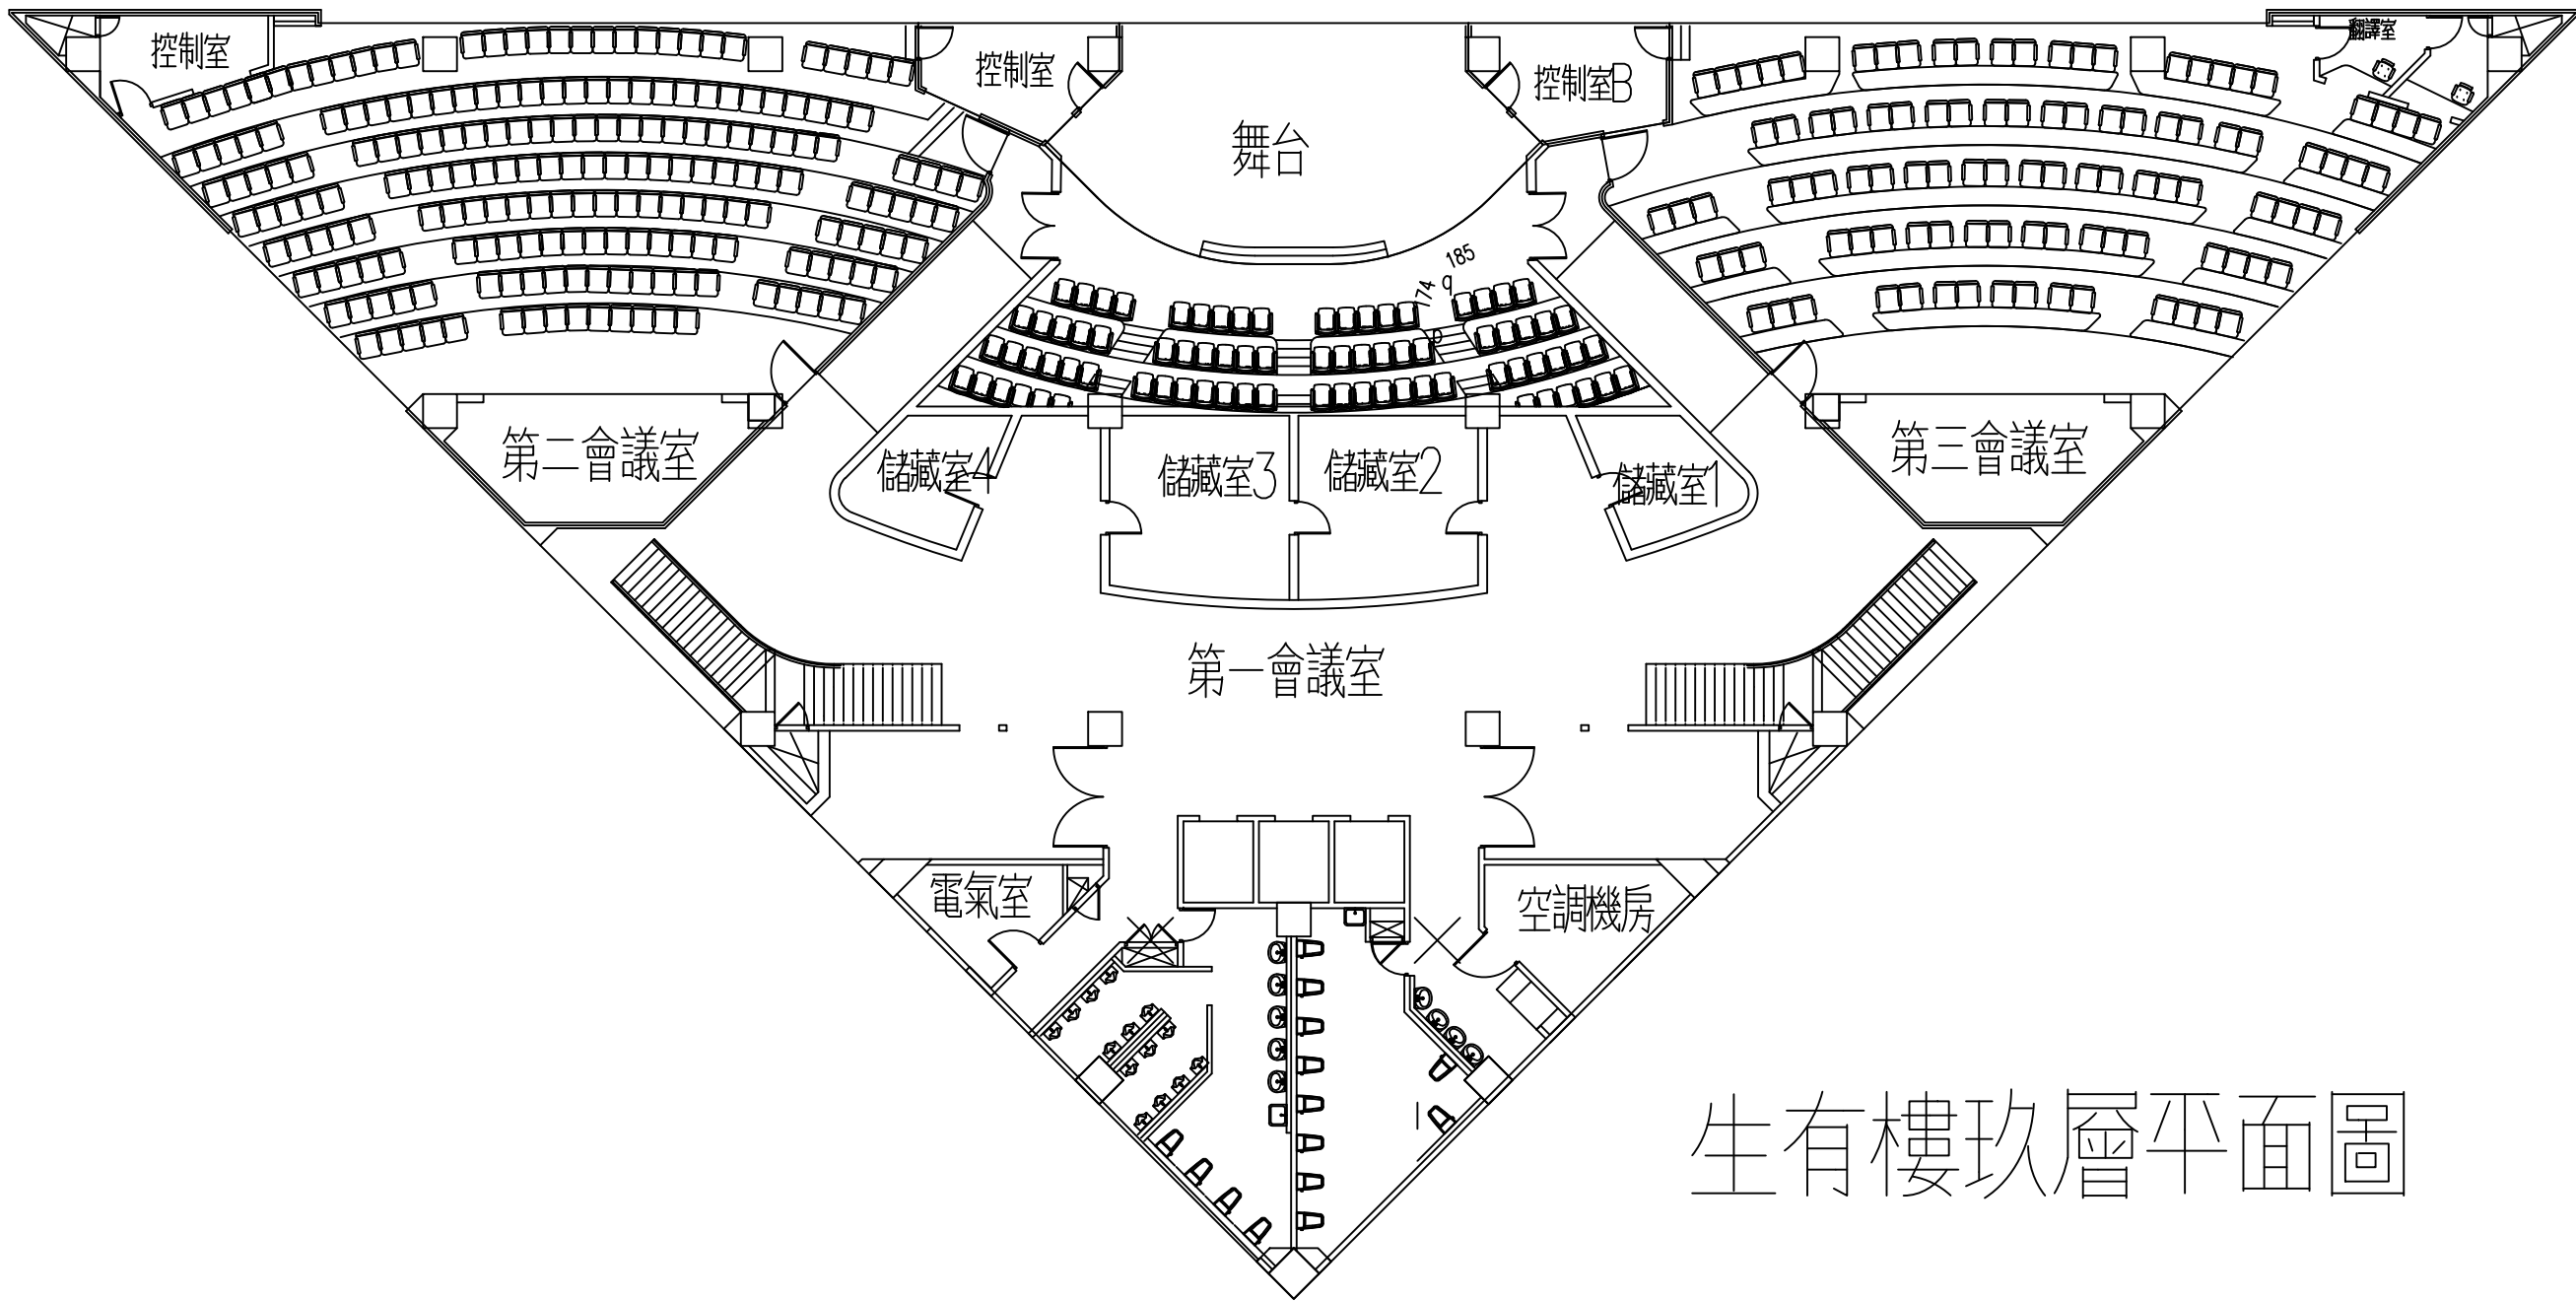 控制室
控制室
控制室B
翻譯室
舞台
185
q
174
p
第二會議室
儲藏室4
儲藏室3
儲藏室2
儲藏室1
第三會議室
第一會議室
電氣室
空調機房
生有樓玖層平面圖